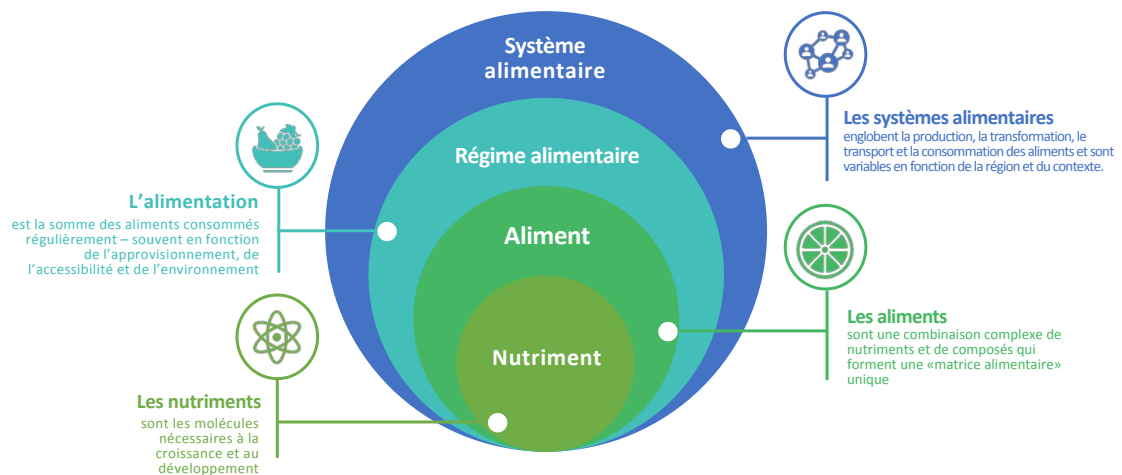 Système
alimentaire
Régime alimentaire
Aliment
Nutriment
Les systèmes alimentaires
englobent la production, la transformation, le
transport et la consommation des aliments et sont
variables en fonction de la région et du contexte.
L’alimentation
est la somme des aliments consommés
régulièrement – souvent en fonction
de l’approvisionnement, de
l’accessibilité et de l’environnement
Les aliments
sont une combinaison complexe de
nutriments et de composés qui
forment une «matrice alimentaire»
unique
Les nutriments
sont les molécules
nécessaires à la
croissance et au
développement